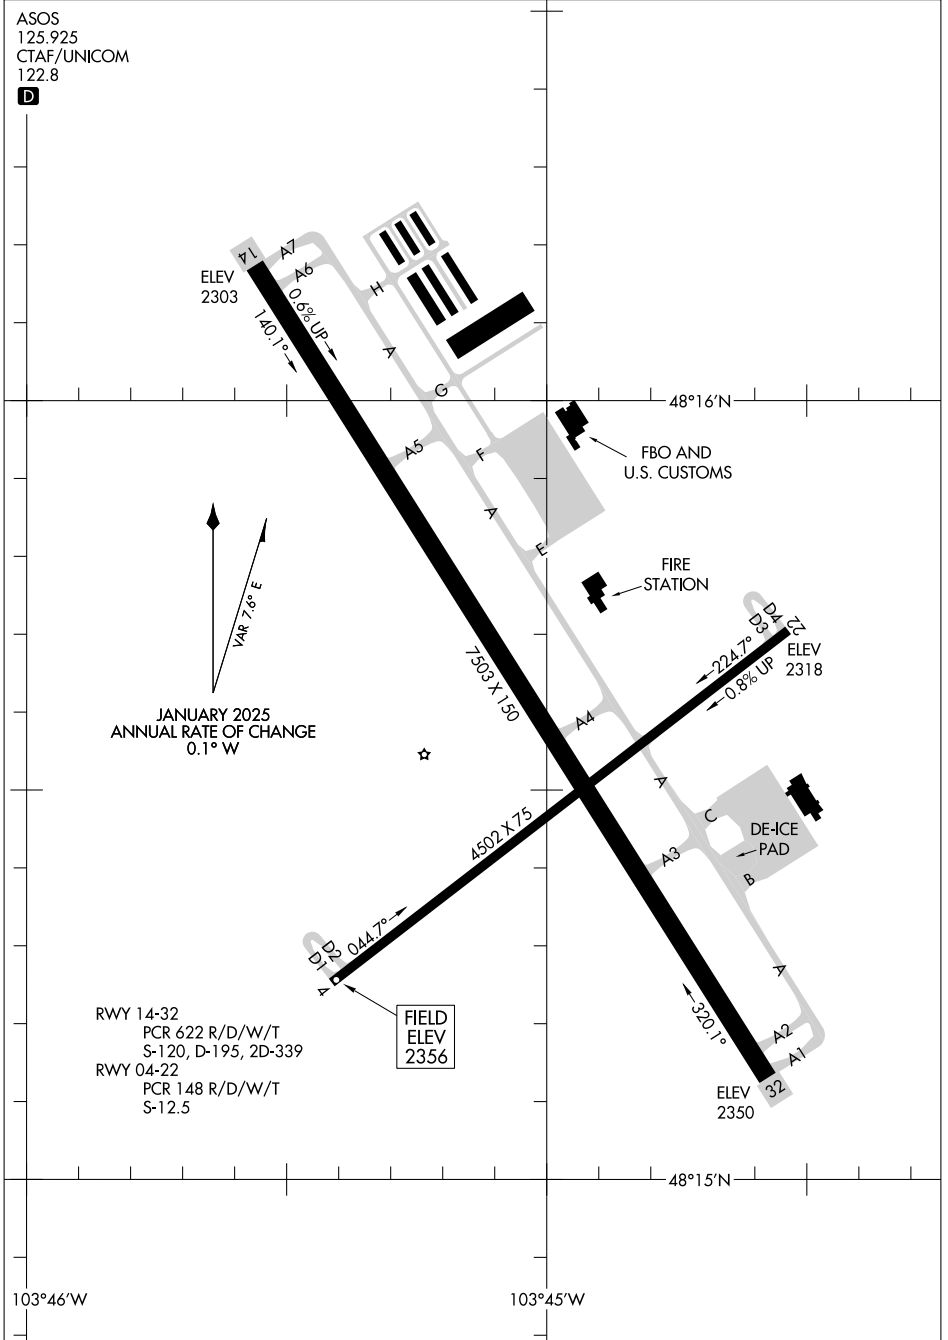 ASOS
125.925
CTAF/UNICOM
122.8
D
14
A7
A6
ELEV
2303
0.6% UP
140.1°
H
A
G
48°16'N
A5
F
FBO AND
U.S. CUSTOMS
A
E
FIRE
STATION
VAR 7.6° E
D4
D3
22
ELEV
2318
224.7°
0.8% UP
7503 X 150
JANUARY 2025
ANNUAL RATE OF CHANGE
0.1° W
A4
A
C
DE-ICE
PAD
4502 X 75
A3
B
044.7°
D2
D1
4
A
FIELD
ELEV
2356
320.1°
A2
A1
RWY 14-32
PCR 622 R/D/W/T
S-120, D-195, 2D-339
RWY 04-22
PCR 148 R/D/W/T
S-12.5
32
ELEV
2350
48°15'N
103°46'W
103°45'W